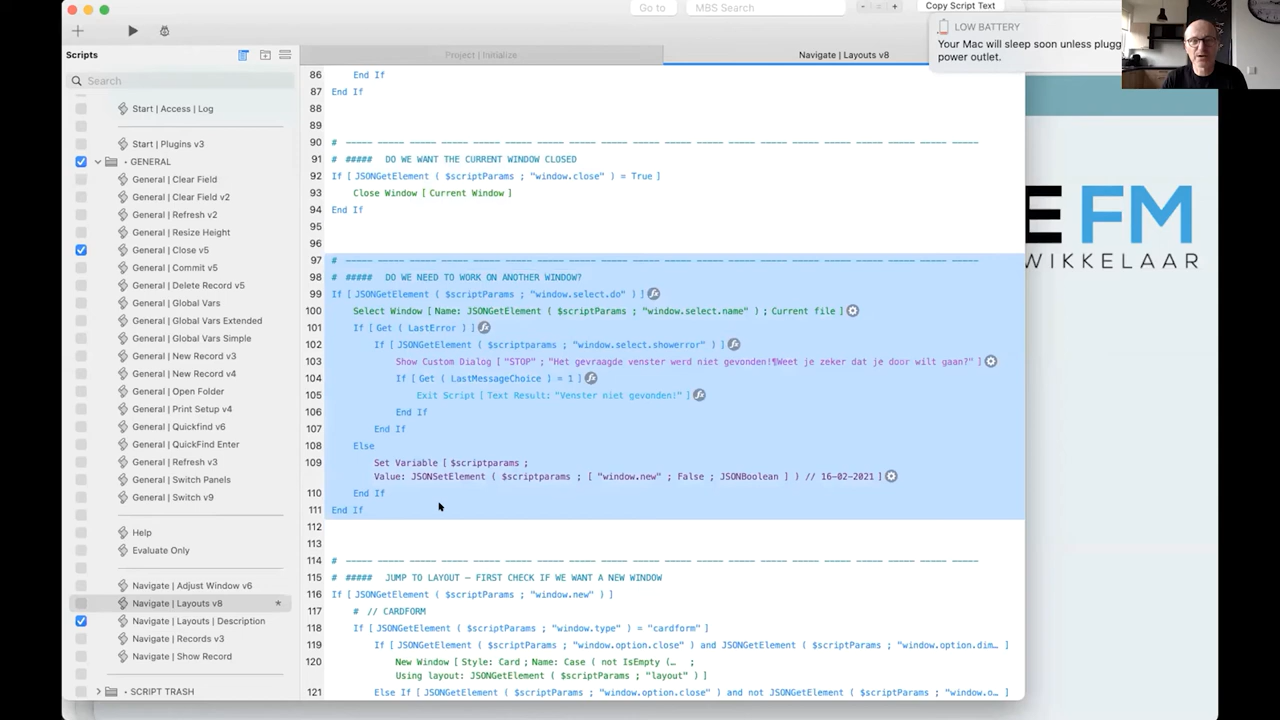 Go to
MBS Search
- = +
Copy Script Text
LOW BATTERY
Your Mac will sleep soon unless plugg
power outlet.
Scripts
Project | Initialize
Navigate | Layouts v8
Search
Start | Access | Log
Start | Plugins v3
- GENERAL
General | Clear Field
General | Clear Field v2
General | Refresh v2
General | Resize Height
General | Close v5
General | Commit v5
General | Delete Record v5
General | Global Vars
General | Global Vars Extended
General | Global Vars Simple
General | New Record v3
General | New Record v4
General | Open Folder
General | Print Setup v4
General | Quickfind v6
General | QuickFind Enter
General | Refresh v3
General | Switch Panels
General | Switch v9
Help
Evaluate Only
Navigate | Adjust Window v6
Navigate | Layouts v8 *
Navigate | Layouts | Description
Navigate | Records v3
Navigate | Show Record
SCRIPT TRASH
86 End If
87 End If
88
89
90 # ----- ----- ----- ----- ----- ----- ----- ----- ----- ----- ----- ----- ----- ----- ----- ----- -----
91 # ##### DO WE WANT THE CURRENT WINDOW CLOSED
92 If [ JSONGetElement ( $scriptParams ; "window.close" ) = True ]
93 Close Window [ Current Window ]
94 End If
95
96
97 # ----- ----- ----- ----- ----- ----- ----- ----- ----- ----- ----- ----- ----- ----- ----- ----- -----
98 # ##### DO WE NEED TO WORK ON ANOTHER WINDOW?
99 If [ JSONGetElement ( $scriptParams ; "window.select.do" ) ]
100 Select Window [ Name: JSONGetElement ( $scriptParams ; "window.select.name" ) ; Current file ]
101 If [ Get ( LastError ) ]
102 If [ JSONGetElement ( $scriptparams ; "window.select.showerror" ) ]
103 Show Custom Dialog [ "STOP" ; "Het gevraagde venster werd niet gevonden!¶Weet je zeker dat je door wilt gaan?" ]
104 If [ Get ( LastMessageChoice ) = 1 ]
105 Exit Script [ Text Result: "Venster niet gevonden!" ]
106 End If
107 End If
108 Else
109 Set Variable [ $scriptparams ;
Value: JSONSetElement ( $scriptparams ; [ "window.new" ; False ; JSONBoolean ] ) // 16-02-2021 ]
110 End If
111 End If
112
113
114 # ----- ----- ----- ----- ----- ----- ----- ----- ----- ----- ----- ----- ----- ----- ----- ----- -----
115 # ##### JUMP TO LAYOUT – FIRST CHECK IF WE WANT A NEW WINDOW
116 If [ JSONGetElement ( $scriptParams ; "window.new" ) ]
117 # // CARDFORM
118 If [ JSONGetElement ( $scriptParams ; "window.type" ) = "cardform" ]
119 If [ JSONGetElement ( $scriptParams ; "window.option.close" ) and JSONGetElement ( $scriptParams ; "window.option.dim… ]
120 New Window [ Style: Card ; Name: Case ( not IsEmpty (… ;
Using layout: JSONGetElement ( $scriptParams ; "layout" ) ]
121 Else If [ JSONGetElement ( $scriptParams ; "window.option.close" ) and not JSONGetElement ( $scriptParams ; "window.o… ]
E FM
WIKKELAAR